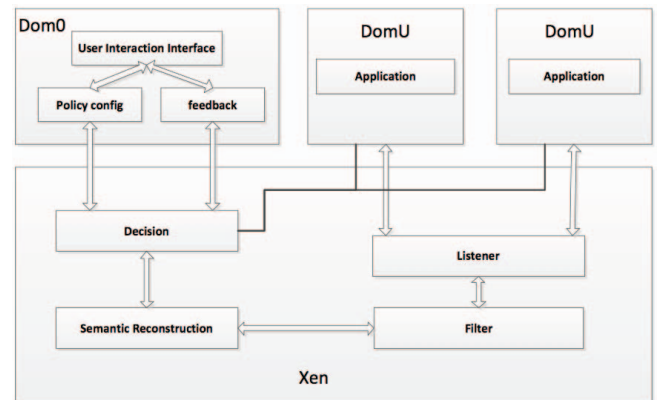 Dom0
User Interaction Interface
Policy config
feedback
DomU
Application
DomU
Application
Decision
Listener
Semantic Reconstruction
Filter
Xen